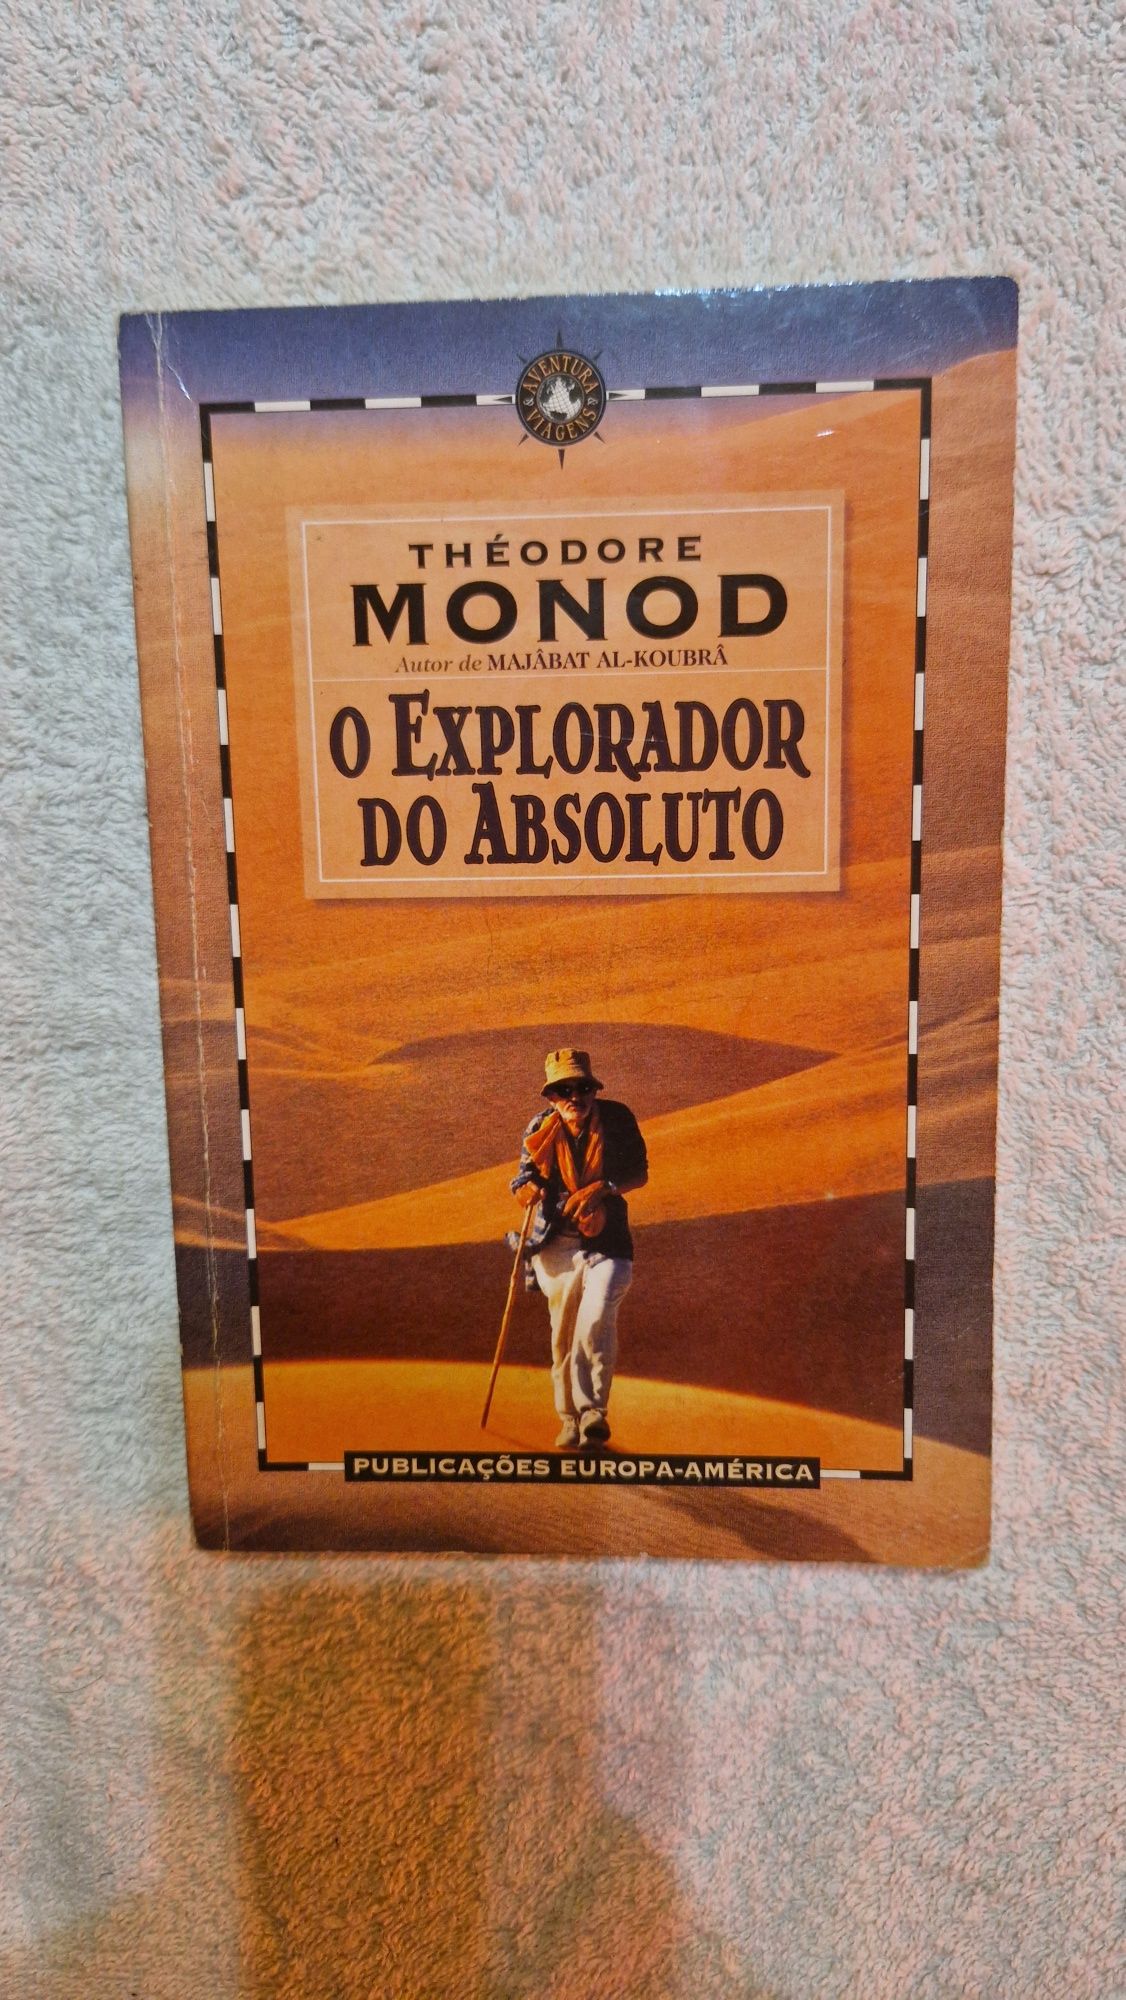 AVENTURA
& VIAGENS &
THÉODORE
MONOD
Autor de MAJÂBAT AL-KOUBRÂ
O EXPLORADOR
DO ABSOLUTO
PUBLICAÇÕES EUROPA-AMÉRICA